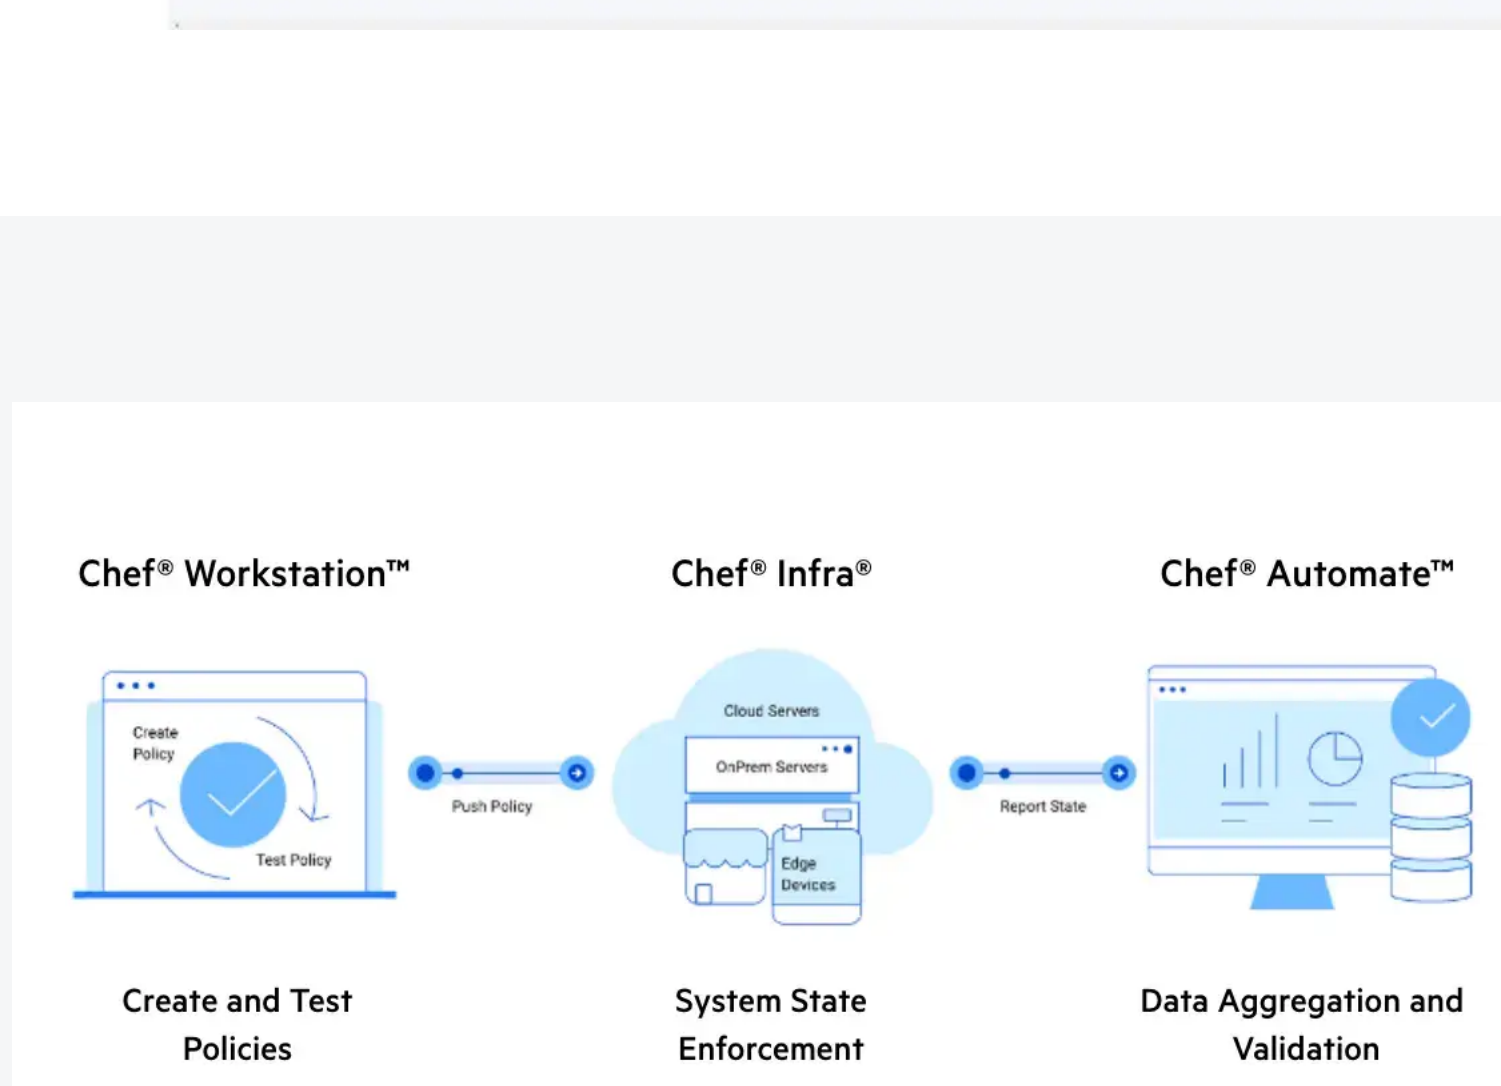 Chef® Workstation™
Chef® Infra®
Chef® Automate™
Create
Policy
Test Policy
Push Policy
Cloud Servers
OnPrem Servers
Edge
Devices
Report State
Create and Test
Policies
System State
Enforcement
Data Aggregation and
Validation